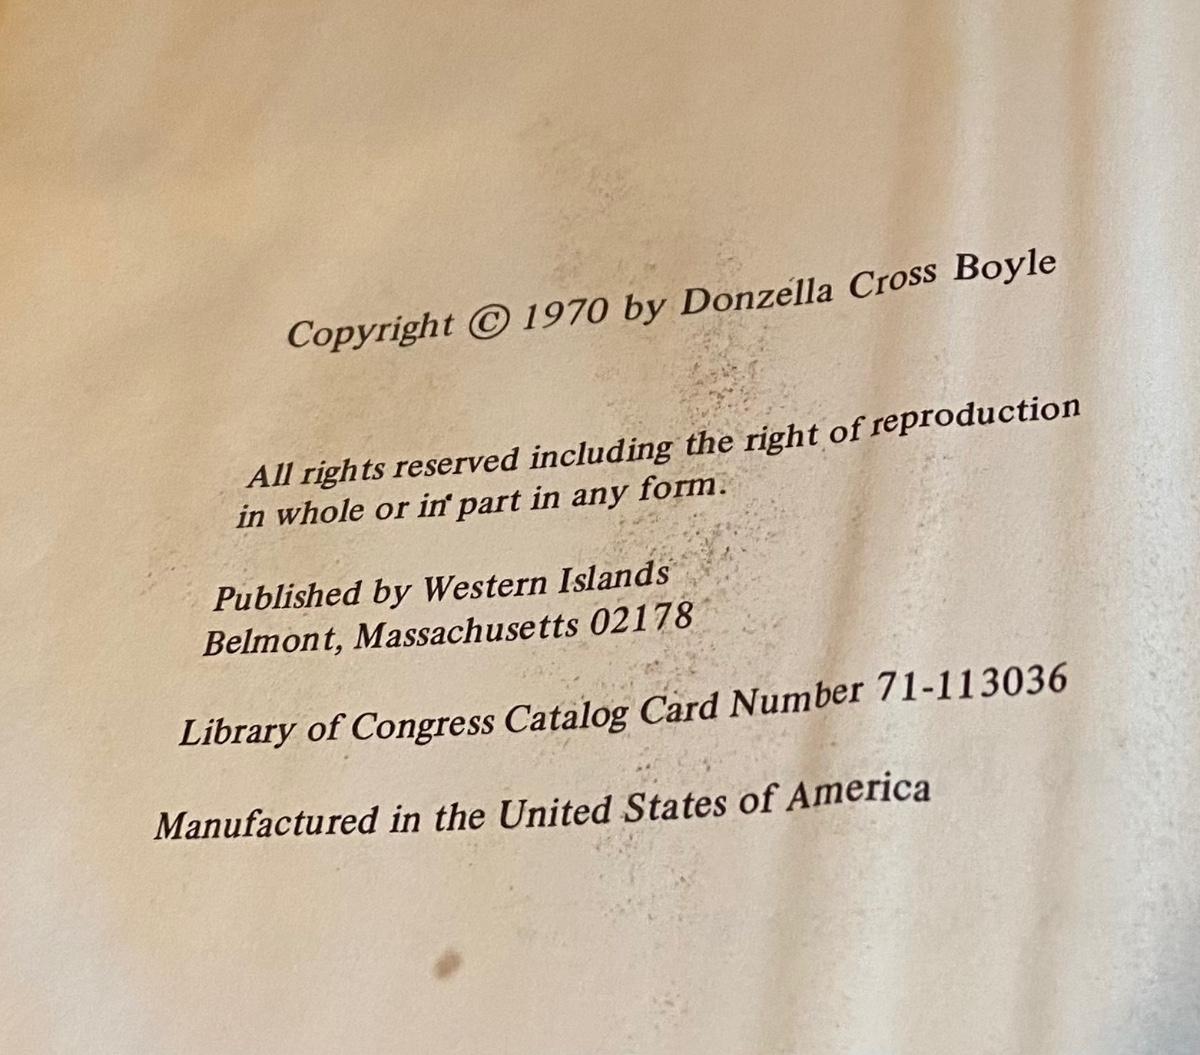 Copyright © 1970 by Donzella Cross Boyle
All rights reserved including the right of reproduction
in whole or in part in any form.
Published by Western Islands
Belmont, Massachusetts 02178
Library of Congress Catalog Card Number 71-113036
Manufactured in the United States of America